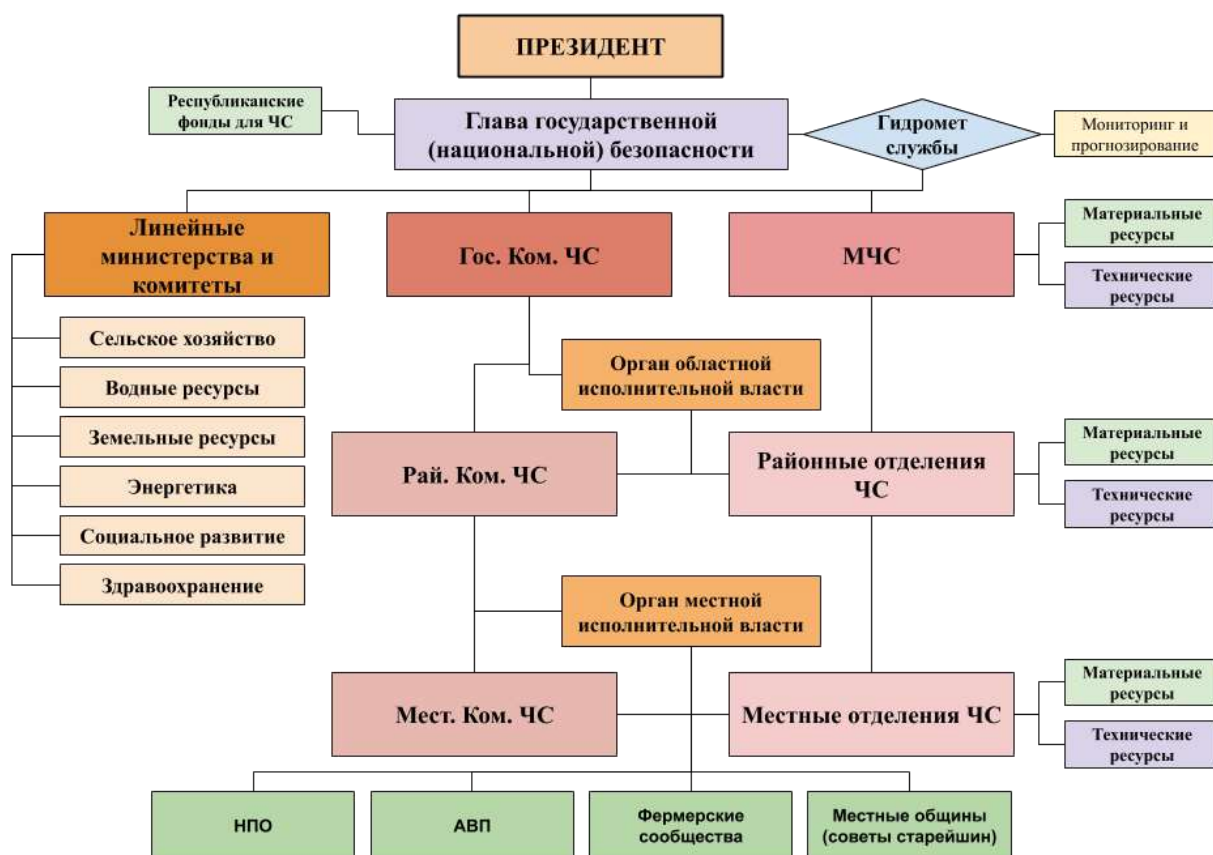 ПРЕЗИДЕНТ
Республиканские
фонды для ЧС
Глава государственной
(национальной) безопасности
Гидромет
службы
Мониторинг и
прогнозирование
Линейные
министерства и
комитеты
Гос. Ком. ЧС
МЧС
Материальные
ресурсы
Технические
ресурсы
Сельское хозяйство
Водные ресурсы
Земельные ресурсы
Энергетика
Социальное развитие
Здравоохранение
Орган областной
исполнительной власти
Рай. Ком. ЧС
Районные отделения
ЧС
Материальные
ресурсы
Технические
ресурсы
Орган местной
исполнительной власти
Мест. Ком. ЧС
Местные отделения ЧС
Материальные
ресурсы
Технические
ресурсы
НПО
АВП
Фермерские
сообщества
Местные общины
(советы старейшин)